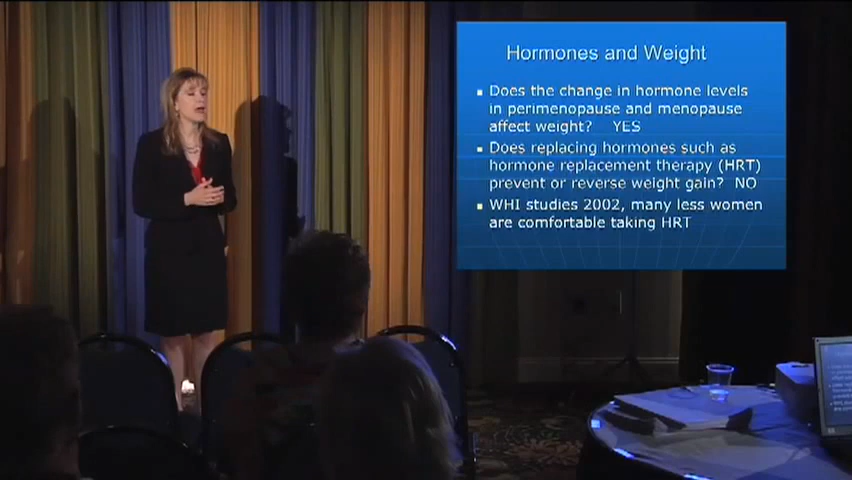 Hormones and Weight
Does the change in hormone levels
in perimenopause and menopause
affect weight? YES
Does replacing hormones such as
hormone replacement therapy (HRT)
prevent or reverse weight gain? NO
WHI studies 2002, many less women
are comfortable taking HRT